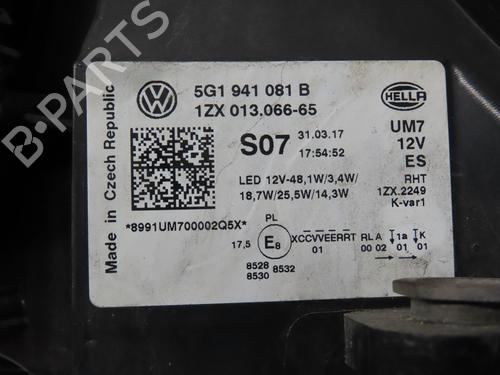 Made in Czech Republic
5G1 941 081 B
1ZX 013.066-65
HELLA
S07
31.03.17
17:54:52
UM7
12V
ES
LED 12V-48,1W/3,4W/
18,7W/25,5W/14,3W
RHT
1ZX.2249
K-var1
*8991UM700002Q5X*
PL
17,5
E8
XCCVVEERRT
01
RLA
00 02
1a
01
K
01
8528
8530
8532